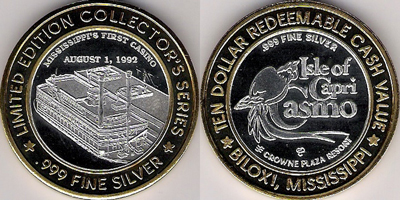 LIMITED EDITION COLLECTOR'S SERIES
MISSISSIPPI'S FIRST CASINO
AUGUST 1, 1992
.999 FINE SILVER
TEN DOLLAR REDEEMABLE CASH VALUE
.999 FINE SILVER
Isle of
Capri
Casino
CROWNE PLAZA RESORT
BILOXI, MISSISSIPPI